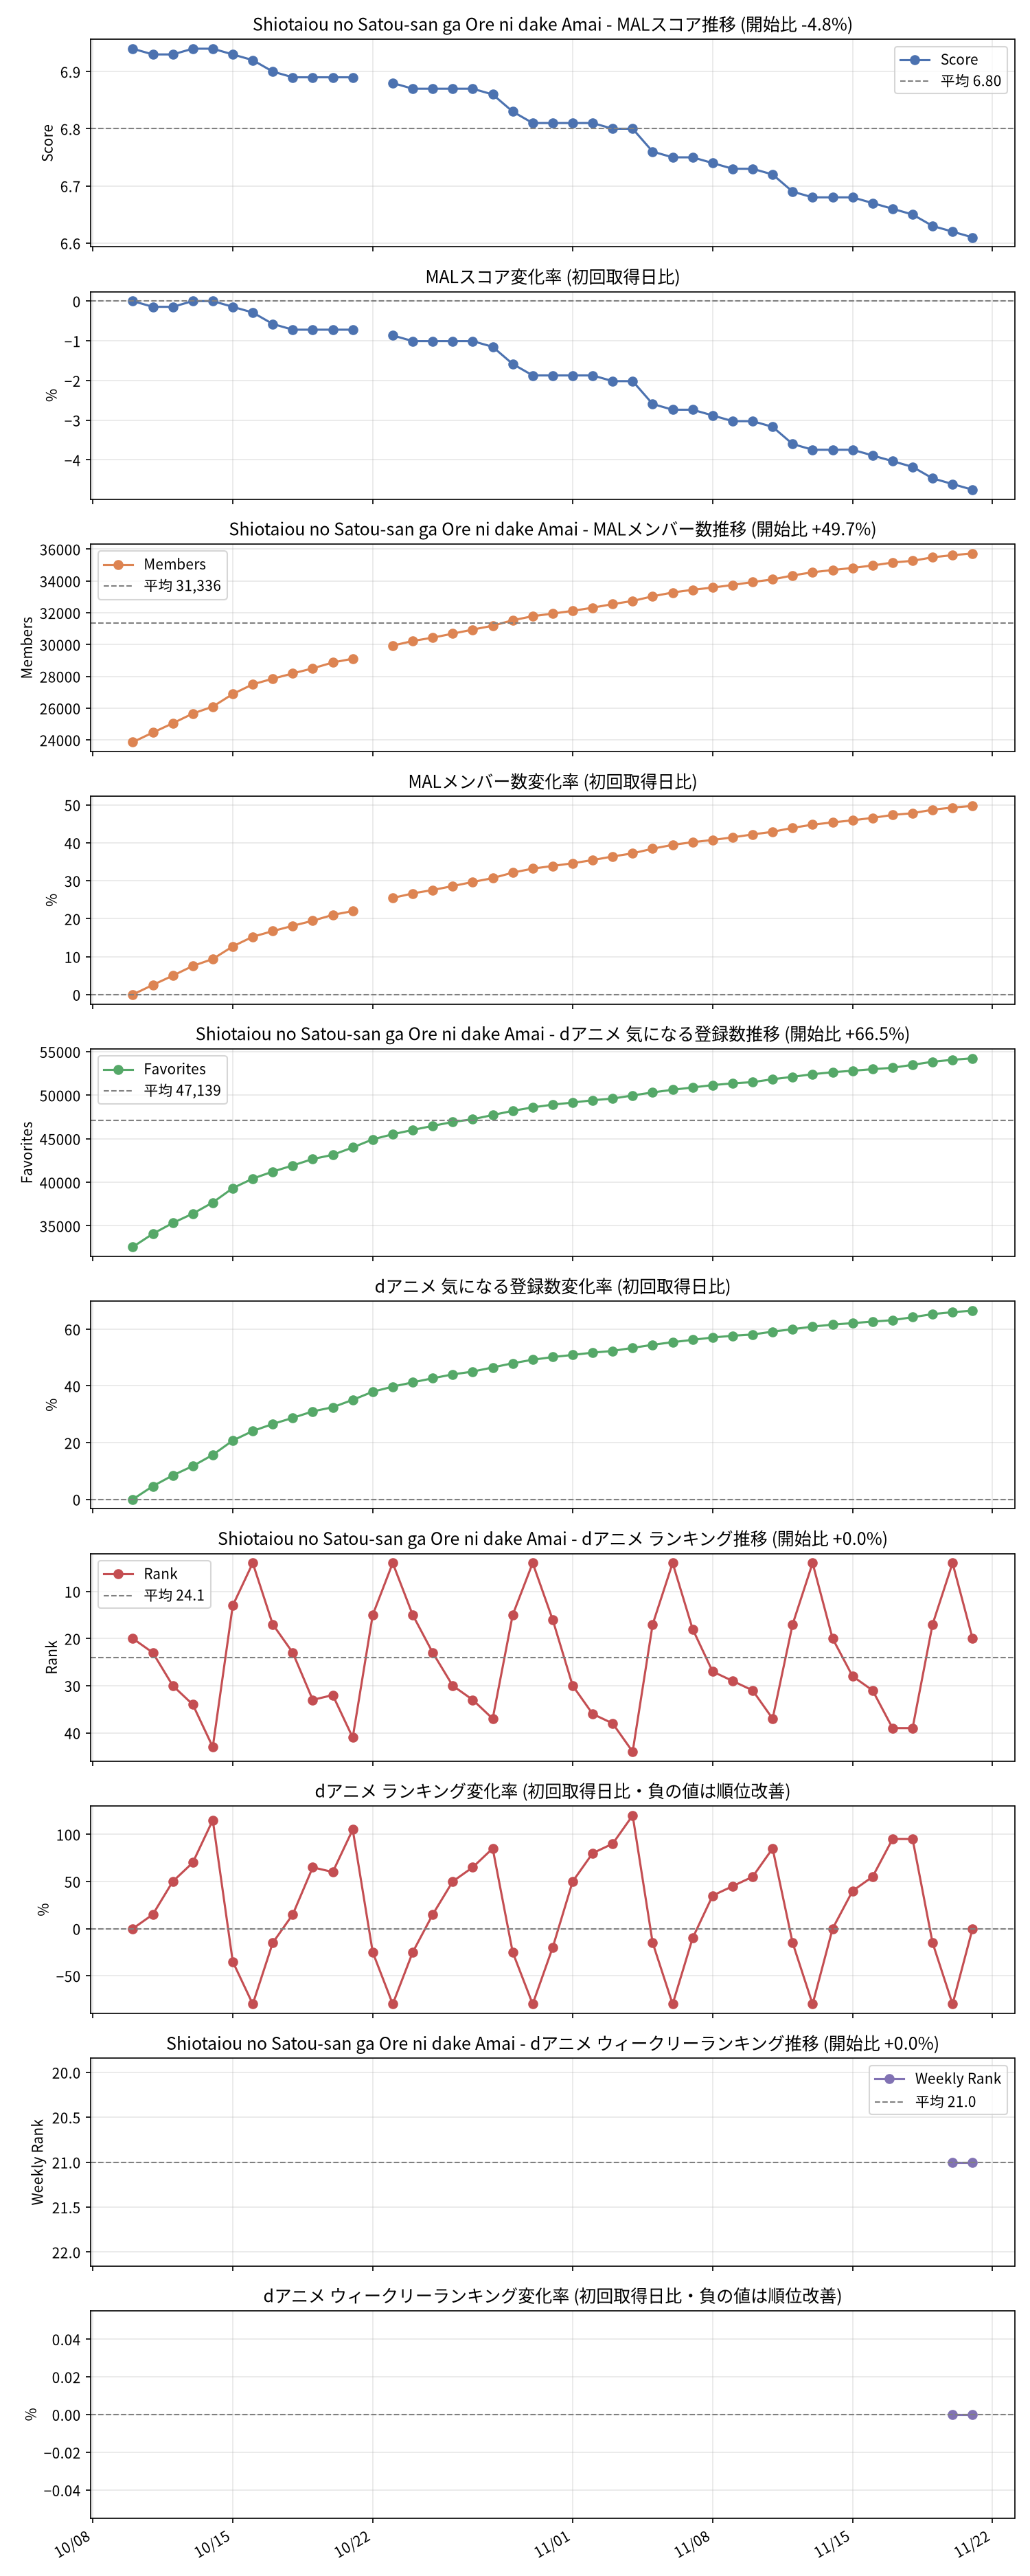 Shiotaiou no Satou-san ga Ore ni dake Amai - MALスコア推移 (開始比 -4.8%)
Score
平均 6.80
Score
6.9
6.8
6.7
6.6
MALスコア変化率 (初回取得日比)
%
0
−1
−2
−3
−4
Shiotaiou no Satou-san ga Ore ni dake Amai - MALメンバー数推移 (開始比 +49.7%)
Members
平均 31,336
Members
36000
34000
32000
30000
28000
26000
24000
MALメンバー数変化率 (初回取得日比)
%
50
40
30
20
10
0
Shiotaiou no Satou-san ga Ore ni dake Amai - dアニメ 気になる登録数推移 (開始比 +66.5%)
Favorites
平均 47,139
Favorites
55000
50000
45000
40000
35000
dアニメ 気になる登録数変化率 (初回取得日比)
%
60
40
20
0
Shiotaiou no Satou-san ga Ore ni dake Amai - dアニメ ランキング推移 (開始比 +0.0%)
Rank
平均 24.1
Rank
10
20
30
40
dアニメ ランキング変化率 (初回取得日比・負の値は順位改善)
%
100
50
0
−50
Shiotaiou no Satou-san ga Ore ni dake Amai - dアニメ ウィークリーランキング推移 (開始比 +0.0%)
Weekly Rank
平均 21.0
Weekly Rank
20.0
20.5
21.0
21.5
22.0
dアニメ ウィークリーランキング変化率 (初回取得日比・負の値は順位改善)
%
0.04
0.02
0.00
−0.02
−0.04
10/08
10/15
10/22
11/01
11/08
11/15
11/22